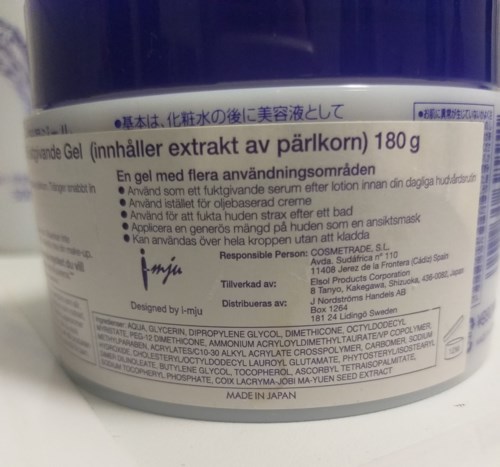 ●基本は、化粧水の後に美容液として
ktgivande Gel (innhåller extrakt av pärlkorn) 180 g
En gel med flera användningsområden
● Använd som ett fuktgivande serum efter lotion innan din dagliga hudvårdsrutin
● Använd istället för oljebaserad creme
● Använd för att fukta huden strax efter ett bad
● Applicera en generös mängd på huden som en ansiktsmask
● Kan användas över hela kroppen utan att kladda
i-mju
Designed by i-mju
Responsible Person: COSMETRADE, S.L.
Avda. Sudáfrica nº 110
11408 Jerez de la Frontera (Cádiz) Spain
Tillverkad av: Elsol Products Corporation
8 Tanyo, Kakegawa, Shizuoka, 436-0080, Japan
Distribueras av: J Nordströms Handels AB
Box 1264
181 24 Lidingö Sweden
Ingredienser: AQUA, GLYCERIN, DIPROPYLENE GLYCOL, DIMETHICONE, OCTYLDODECYL
MYRISTATE, PEG-12 DIMETHICONE, AMMONIUM ACRYLOYLDIMETHYLTAURATE/VP COPOLYMER,
METHYLPARABEN, ACRYLATES/C10-30 ALKYL ACRYLATE CROSSPOLYMER, CARBOMER, SODIUM
HYDROXIDE, CHOLESTERYL/OCTYLDODECYL LAUROYL GLUTAMATE, PHYTOSTERYL/ISOSTEARYL
DIMER DILINOLEATE, BUTYLENE GLYCOL, TOCOPHEROL, ASCORBYL TETRAISOPALMITATE,
SODIUM TOCOPHERYL PHOSPHATE, COIX LACRYMA-JOBI MA-YUEN SEED EXTRACT.
12M
MADE IN JAPAN